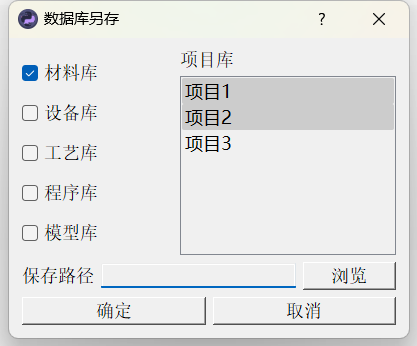 数据库另存
材料库
设备库
工艺库
程序库
模型库
项目库
项目1
项目2
项目3
保存路径
浏览
确定
取消